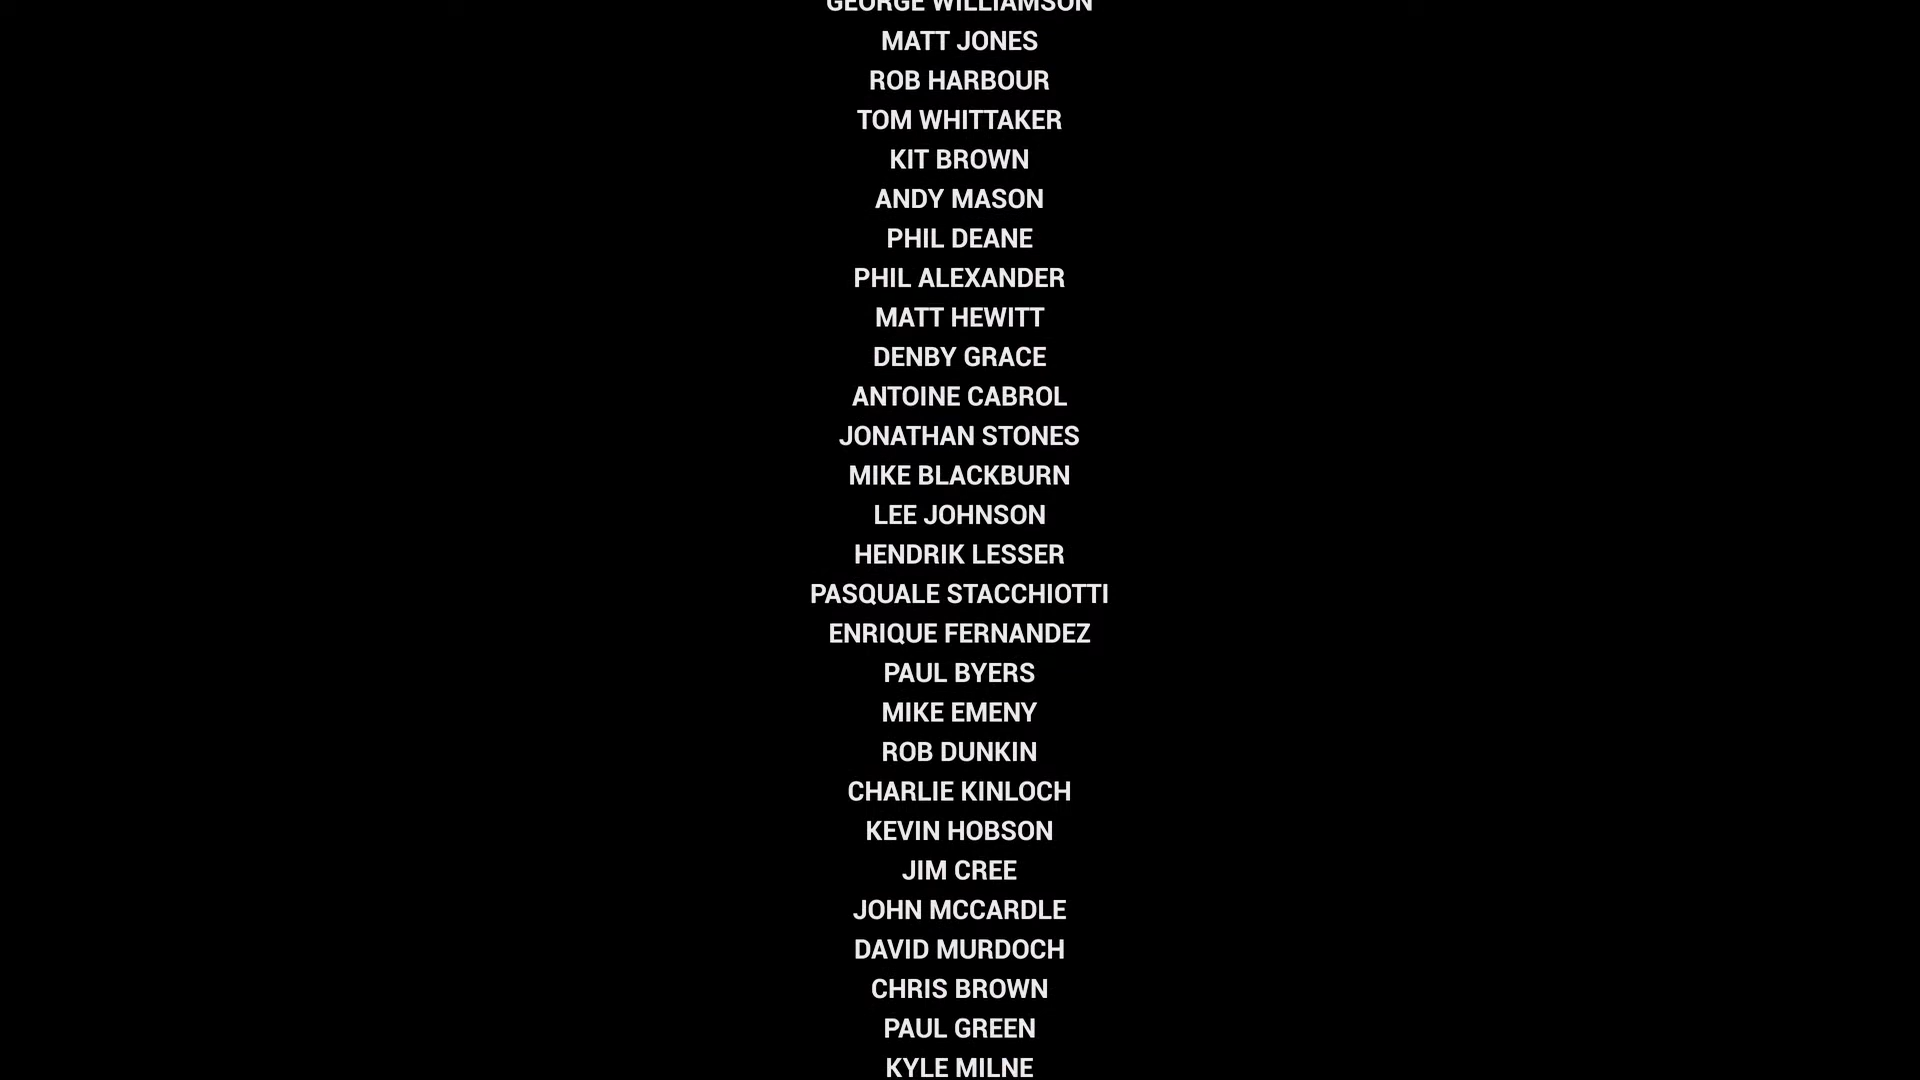 GEORGE WILLIAMSON
MATT JONES
ROB HARBOUR
TOM WHITTAKER
KIT BROWN
ANDY MASON
PHIL DEANE
PHIL ALEXANDER
MATT HEWITT
DENBY GRACE
ANTOINE CABROL
JONATHAN STONES
MIKE BLACKBURN
LEE JOHNSON
HENDRIK LESSER
PASQUALE STACCHIOTTI
ENRIQUE FERNANDEZ
PAUL BYERS
MIKE EMENY
ROB DUNKIN
CHARLIE KINLOCH
KEVIN HOBSON
JIM CREE
JOHN MCCARDLE
DAVID MURDOCH
CHRIS BROWN
PAUL GREEN
KYLE MILNE